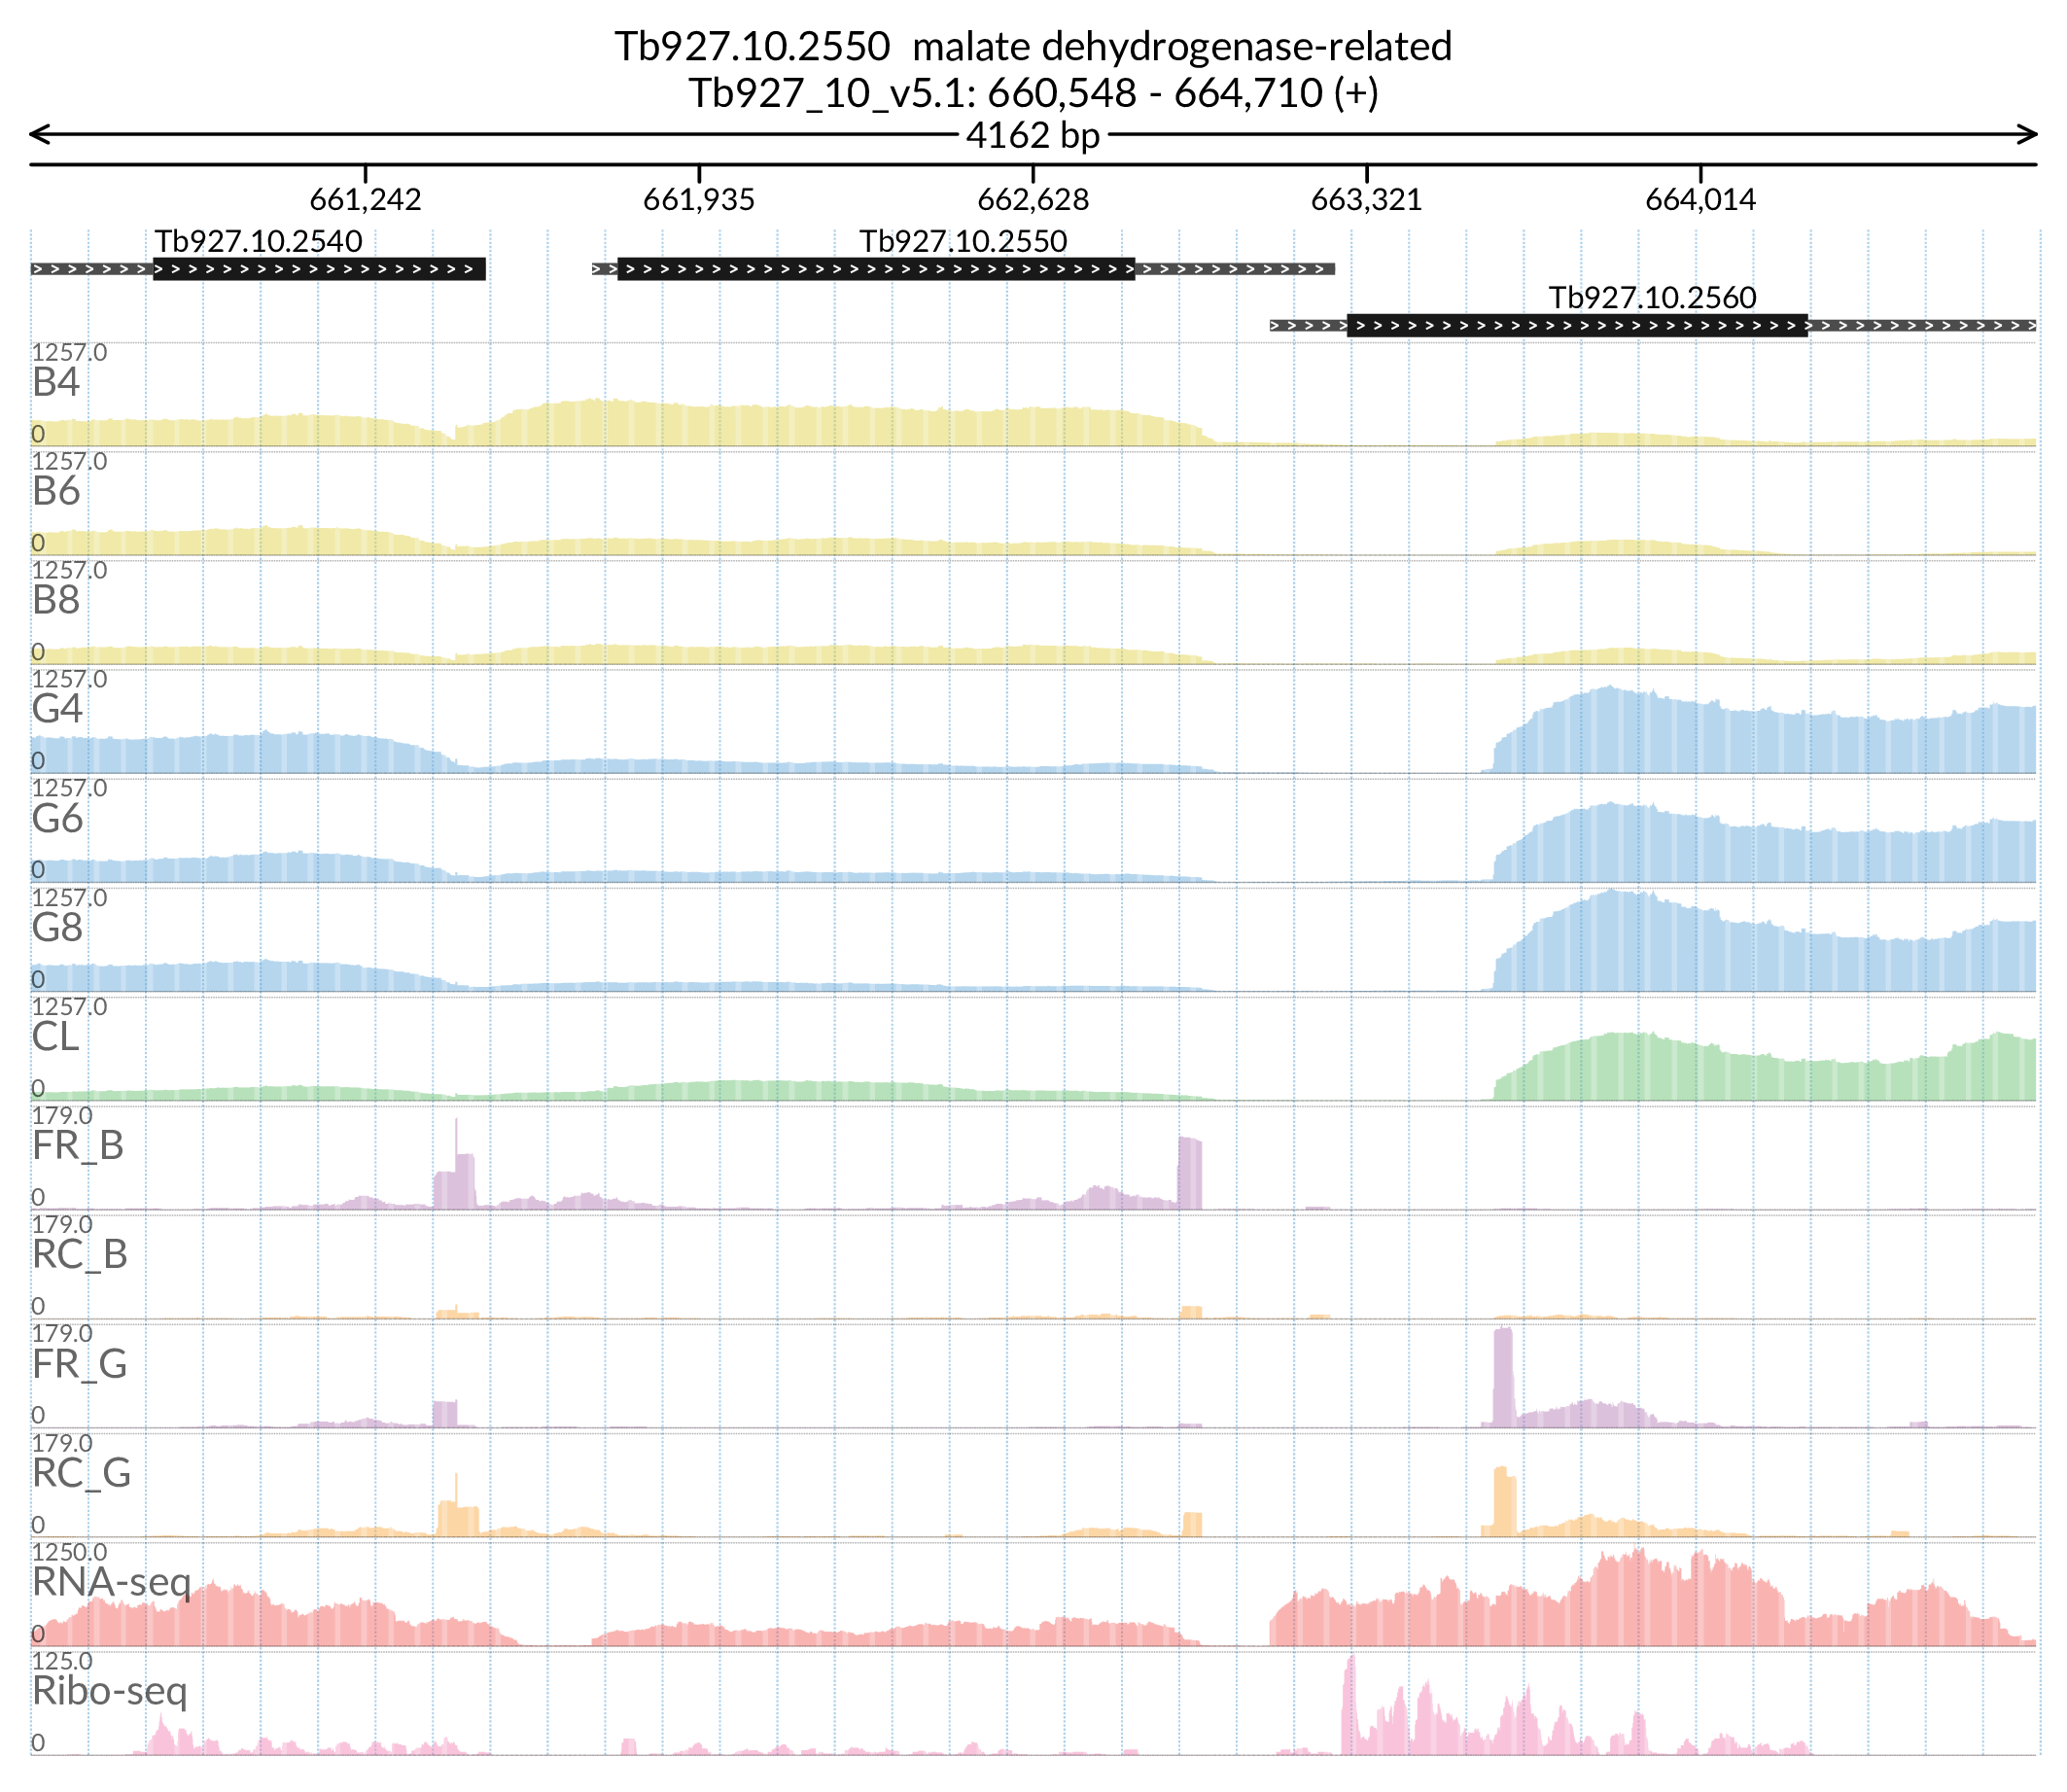 Tb927.10.2550 malate dehydrogenase-related
Tb927_10_v5.1: 660,548 - 664,710 (+)
4162 bp
661,242 661,935 662,628 663,321 664,014
Tb927.10.2540 Tb927.10.2550
Tb927.10.2560
1257.0
B4
0
1257.0
B6
0
1257.0
B8
0
1257.0
G4
0
1257.0
G6
0
1257.0
G8
0
1257.0
CL
0
179.0
FR_B
0
179.0
RC_B
0
179.0
FR_G
0
179.0
RC_G
0
1250.0
RNA-seq
0
125.0
Ribo-seq
0